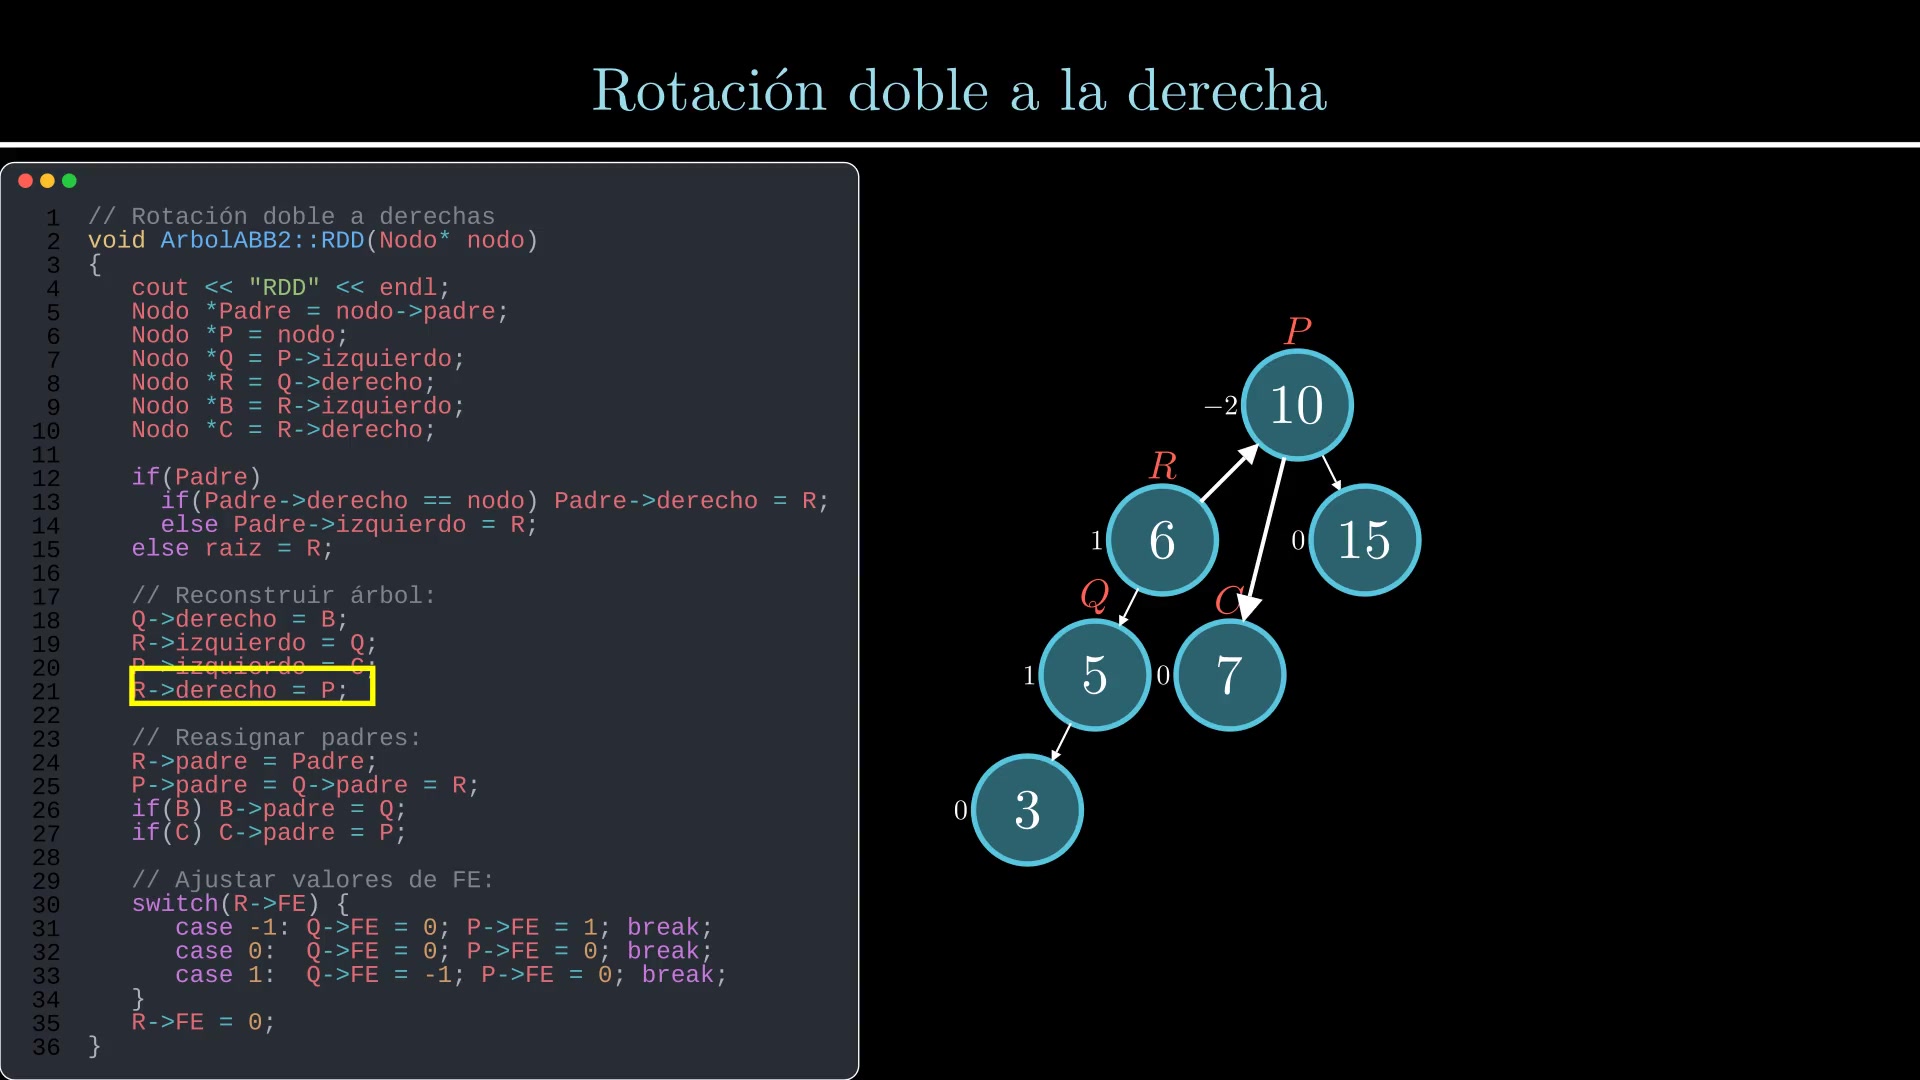 Rotación doble a la derecha
1 // Rotación doble a derechas
2 void ArbolABB2::RDD(Nodo* nodo)
3 {
4 cout << "RDD" << endl;
5 Nodo *Padre = nodo->padre;
6 Nodo *P = nodo;
7 Nodo *Q = P->izquierdo;
8 Nodo *R = Q->derecho;
9 Nodo *B = R->izquierdo;
10 Nodo *C = R->derecho;
11
12 if(Padre)
13 if(Padre->derecho == nodo) Padre->derecho = R;
14 else Padre->izquierdo = R;
15 else raiz = R;
16
17 // Reconstruir árbol:
18 Q->derecho = B;
19 R->izquierdo = Q;
20 P->izquierdo = C;
21 R->derecho = P;
22
23 // Reasignar padres:
24 R->padre = Padre;
25 P->padre = Q->padre = R;
26 if(B) B->padre = Q;
27 if(C) C->padre = P;
28
29 // Ajustar valores de FE:
30 switch(R->FE) {
31 case -1: Q->FE = 0; P->FE = 1; break;
32 case 0: Q->FE = 0; P->FE = 0; break;
33 case 1: Q->FE = -1; P->FE = 0; break;
34 }
35 R->FE = 0;
36 }
P
−2 10
R
1 6 0 15
Q C
1 5 0 7
0 3